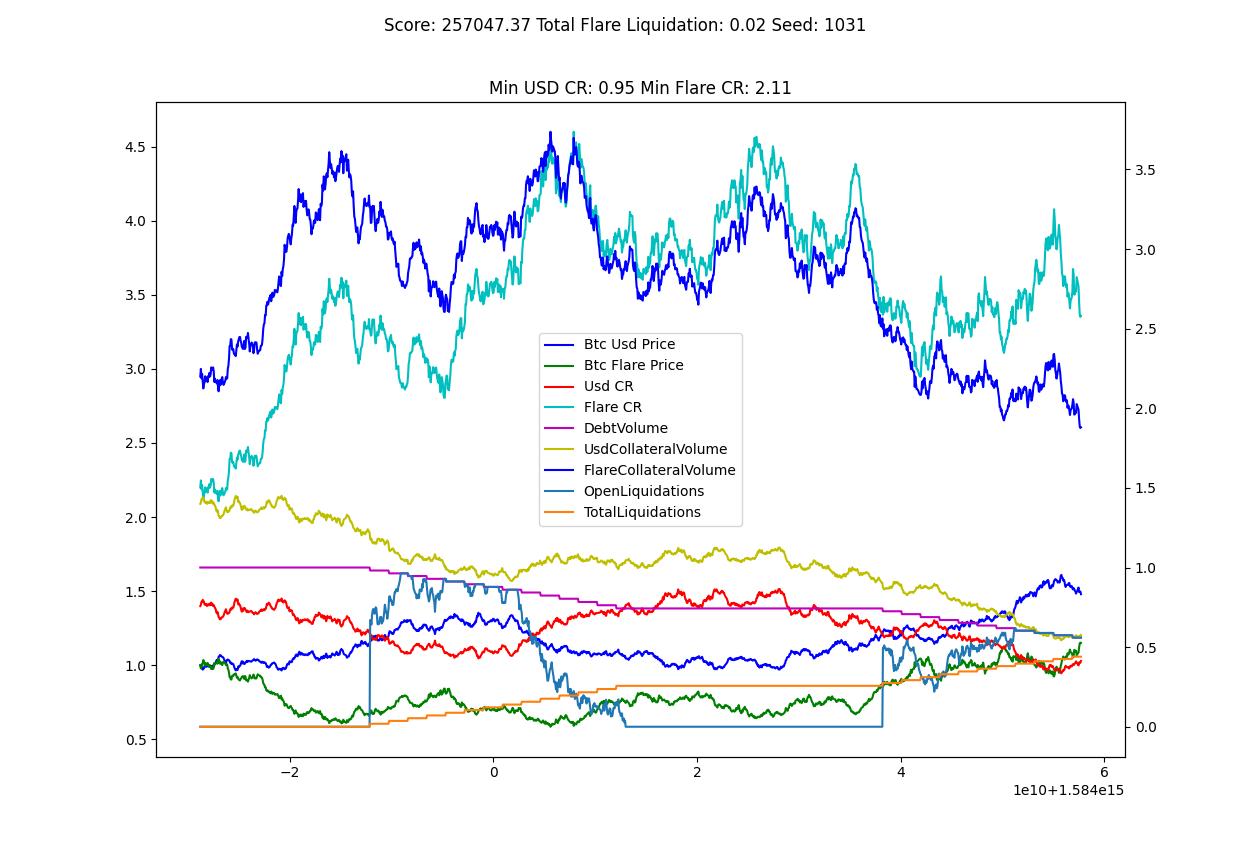 Score: 257047.37 Total Flare Liquidation: 0.02 Seed: 1031
Min USD CR: 0.95 Min Flare CR: 2.11
4.5
4.0
3.5
3.0
2.5
2.0
1.5
1.0
0.5
3.5
3.0
2.5
2.0
1.5
1.0
0.5
0.0
Btc Usd Price
Btc Flare Price
Usd CR
Flare CR
DebtVolume
UsdCollateralVolume
FlareCollateralVolume
OpenLiquidations
TotalLiquidations
−2 0 2 4 6
1e10+1.584e15